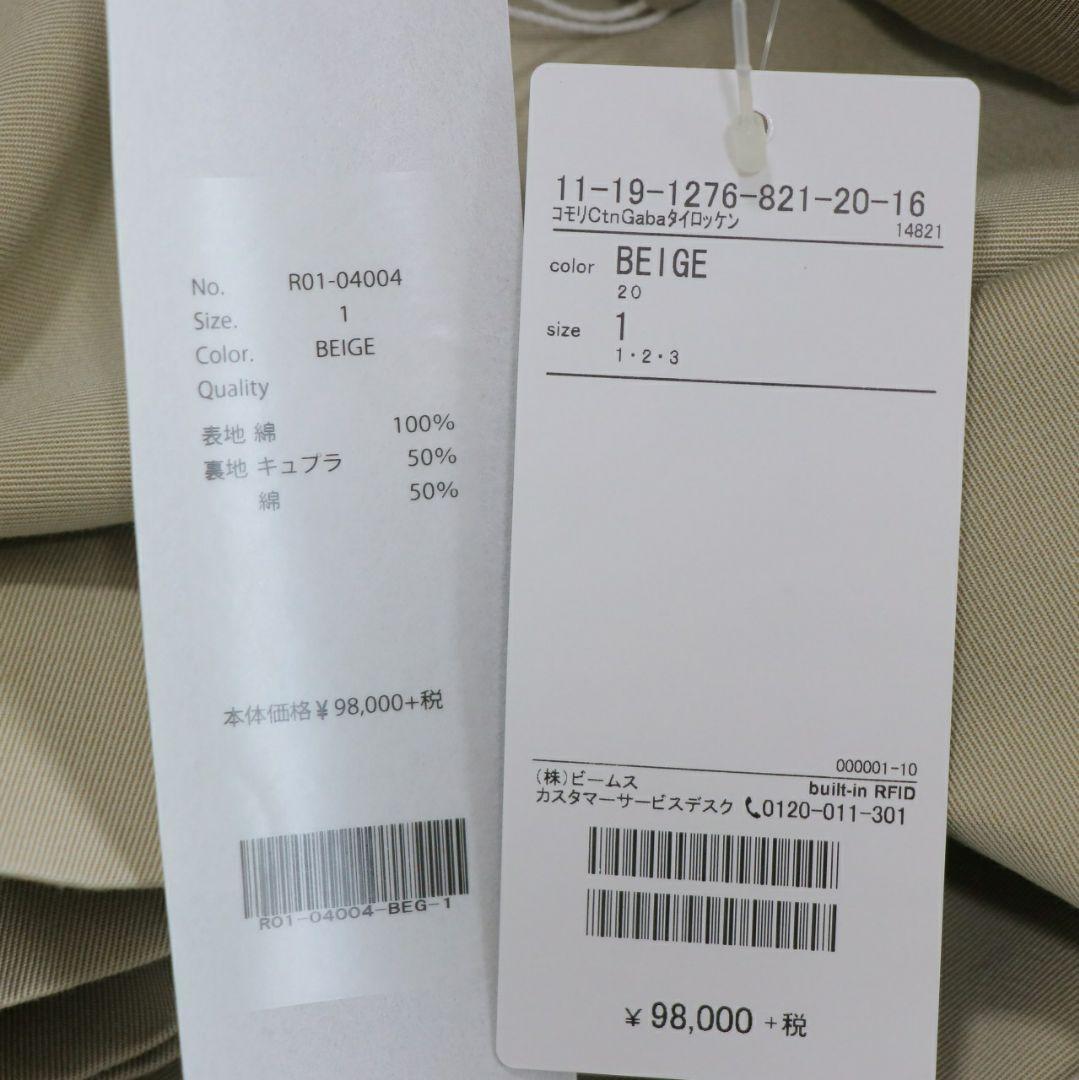 No. R01-04004
Size. 1
Color. BEIGE
Quality
表地 綿 100%
裏地 キュプラ 50%
綿 50%
本体価格¥98,000+税
R01-04004-BEG-1
11-19-1276-821-20-16
コモリCtnGabaタイロッケン
14821
color BEIGE
20
size 1
1・2・3
000001-10
(株)ビームス built-in RFID
カスタマーサービスデスク 0120-011-301
¥ 98,000 +税